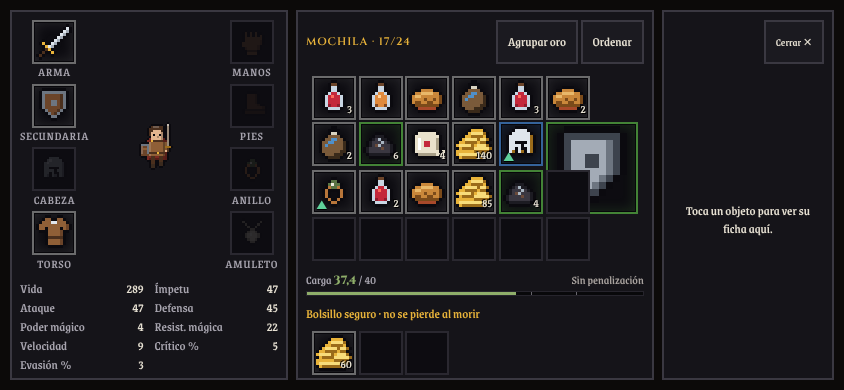 ARMA
MANOS
SECUNDARIA
PIES
CABEZA
ANILLO
TORSO
AMULETO
Vida 289 Ímpetu 47
Ataque 47 Defensa 45
Poder mágico 4 Resist. mágica 22
Velocidad 9 Crítico % 5
Evasión % 3
MOCHILA · 17/24
Agrupar oro
Ordenar
3 3 2
2 6 4 140
2 85 4
Carga 37,4 / 40 Sin penalización
Bolsillo seguro · no se pierde al morir
60
Cerrar ✕
Toca un objeto para ver su
ficha aquí.